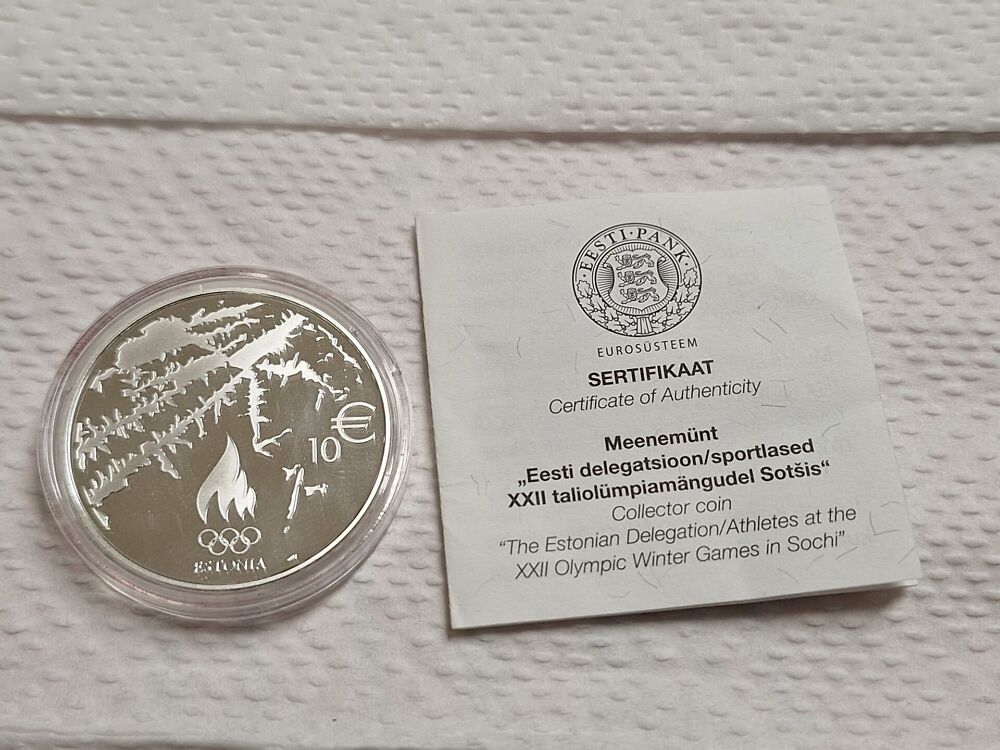 10 €
ESTONIA
EESTI · PANK
EUROSÜSTEEM
SERTIFIKAAT
Certificate of Authenticity
Meenemünt
„Eesti delegatsioon/sportlased
XXII taliolümpiamängudel Sotšis“
Collector coin
“The Estonian Delegation/Athletes at the
XXII Olympic Winter Games in Sochi”